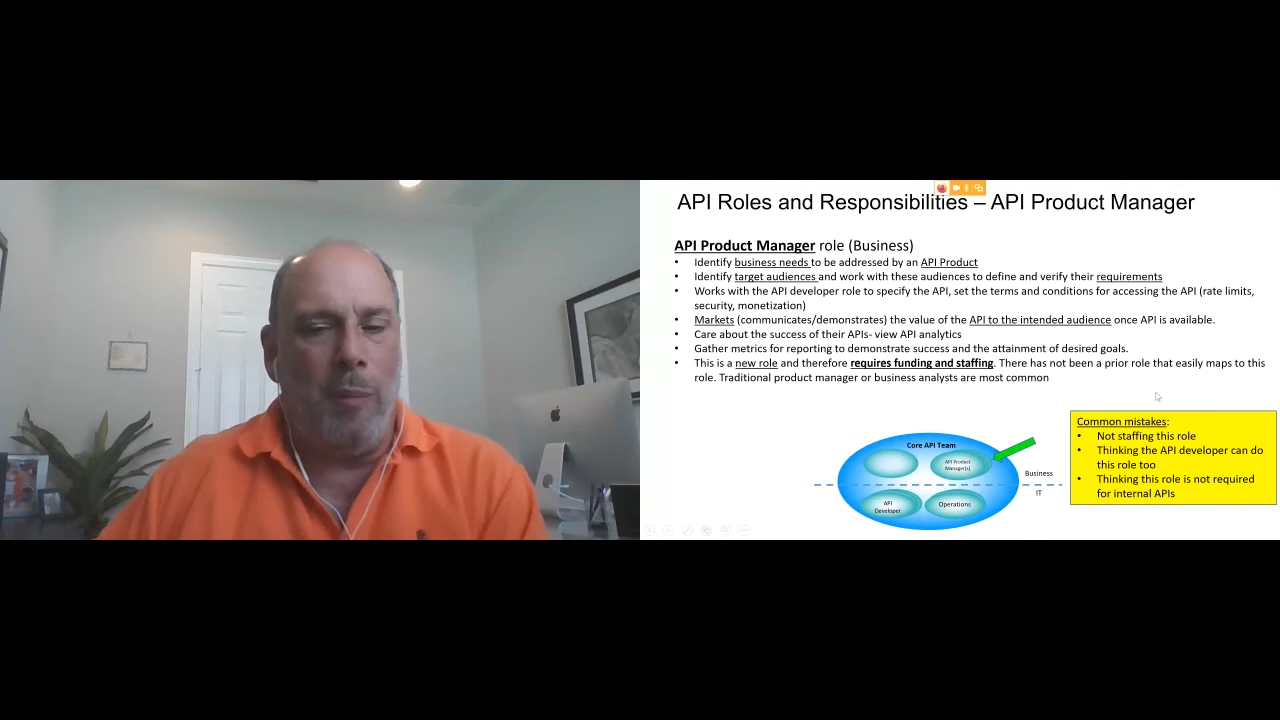 API Roles and Responsibilities – API Product Manager
API Product Manager role (Business)
• Identify business needs to be addressed by an API Product
• Identify target audiences and work with these audiences to define and verify their requirements
• Works with the API developer role to specify the API, set the terms and conditions for accessing the API (rate limits,
security, monetization)
• Markets (communicates/demonstrates) the value of the API to the intended audience once API is available.
• Care about the success of their APIs- view API analytics
• Gather metrics for reporting to demonstrate success and the attainment of desired goals.
• This is a new role and therefore requires funding and staffing. There has not been a prior role that easily maps to this
role. Traditional product manager or business analysts are most common
Core API Team
API Product
Manager(s)
Business
IT
API
Developer
Operations
Common mistakes:
• Not staffing this role
• Thinking the API developer can do
this role too
• Thinking this role is not required
for internal APIs